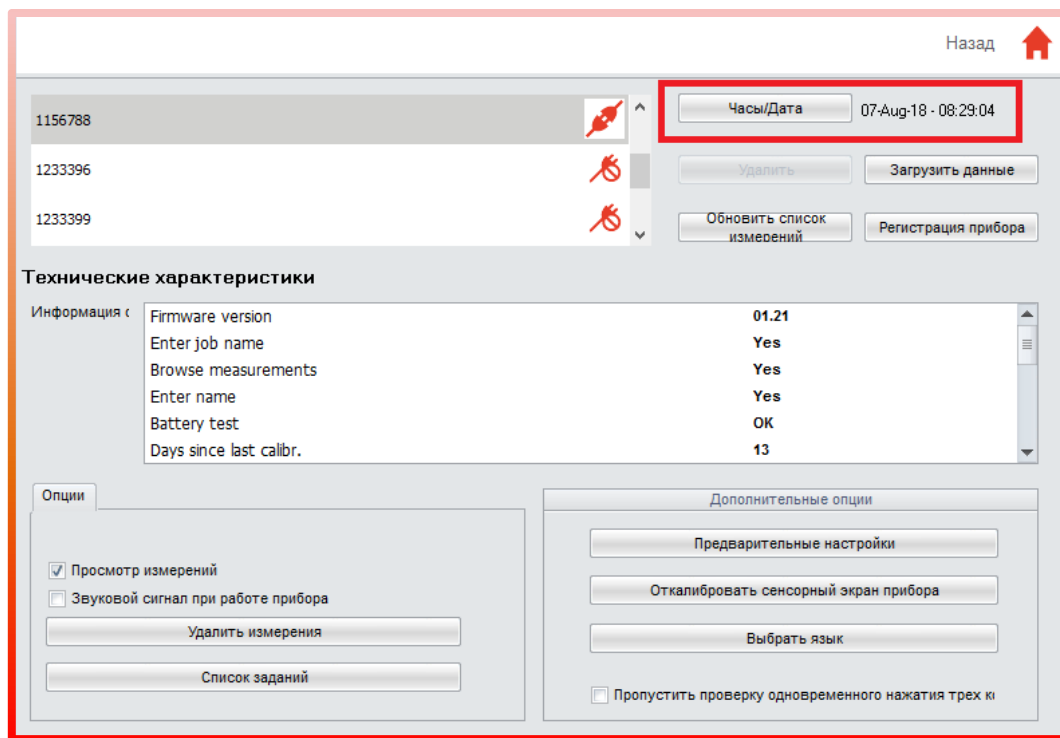 Назад
1156788
1233396
1233399
Часы/Дата 07-Aug-18 - 08:29:04
Удалить Загрузить данные
Обновить список
измерений
Регистрация прибора
Технические характеристики
Информация с
Firmware version 01.21
Enter job name Yes
Browse measurements Yes
Enter name Yes
Battery test OK
Days since last calibr. 13
Опции
Просмотр измерений
Звуковой сигнал при работе прибора
Удалить измерения
Список заданий
Дополнительные опции
Предварительные настройки
Откалибровать сенсорный экран прибора
Выбрать язык
Пропустить проверку одновременного нажатия трех